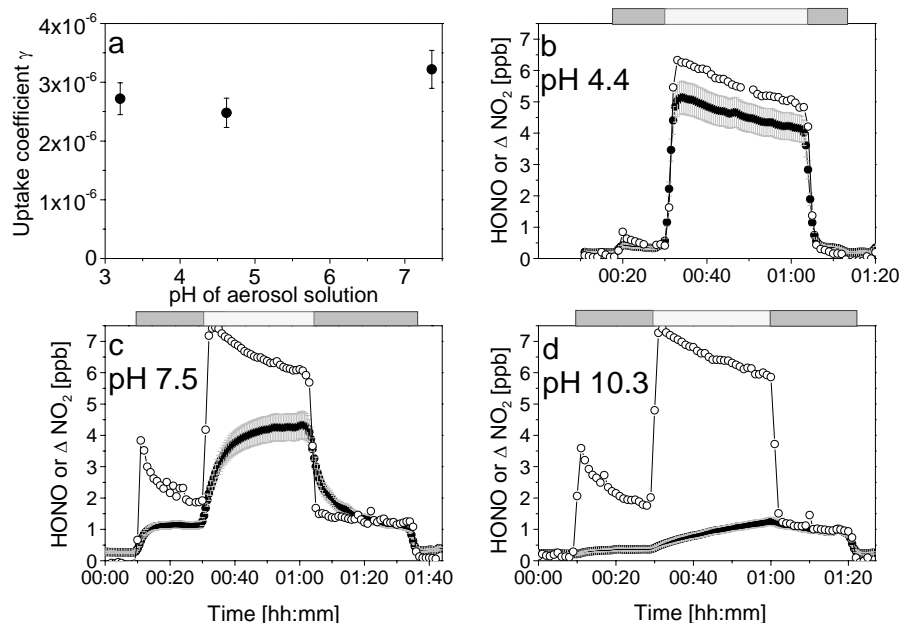 a
Uptake coefficient γ
4x10⁻⁶
3x10⁻⁶
2x10⁻⁶
1x10⁻⁶
0
3 4 5 6 7
pH of aerosol solution
b
pH 4.4
HONO or Δ NO₂ [ppb]
7
6
5
4
3
2
1
0
00:20 00:40 01:00 01:20
c
pH 7.5
HONO or Δ NO₂ [ppb]
7
6
5
4
3
2
1
0
00:00 00:20 00:40 01:00 01:20 01:40
Time [hh:mm]
d
pH 10.3
HONO or Δ NO₂ [ppb]
7
6
5
4
3
2
1
0
00:00 00:20 00:40 01:00 01:20
Time [hh:mm]